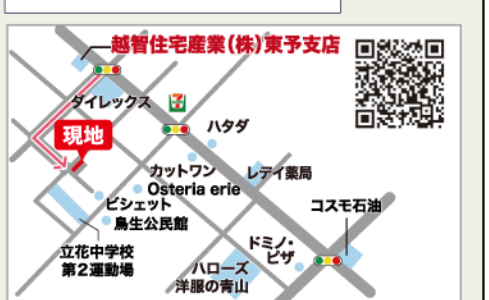 越智住宅産業(株)東予支店
ダイレックス
ハタダ
現地
カットワン
レデイ薬局
Osteria erie
ビシェット
コスモ石油
鳥生公民館
ドミノ・
ピザ
立花中学校
第2運動場
ハローズ
洋服の青山